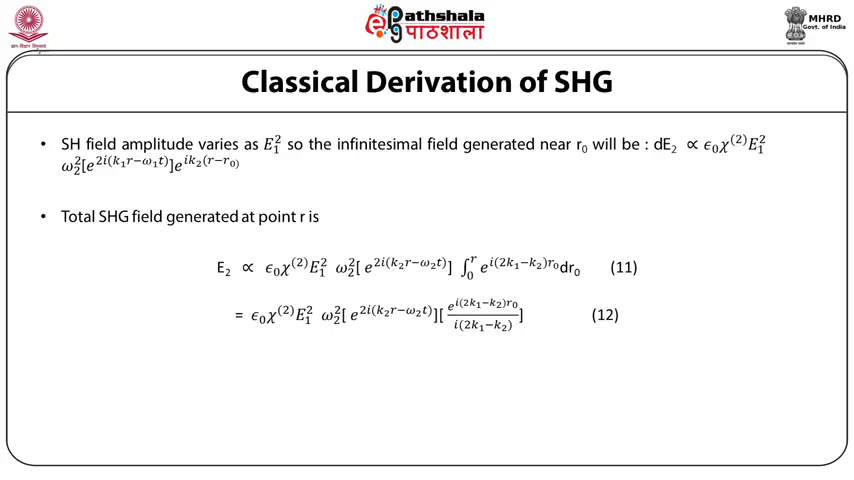 Pathshala
पाठशाला
MHRD
Govt. of India
Classical Derivation of SHG
• SH field amplitude varies as 𝐸₁² so the infinitesimal field generated near r₀ will be : dE₂ ∝ 𝜖₀𝜒⁽²⁾𝐸₁²
𝜔₂²[𝑒^{2𝑖(𝑘₁𝑟−𝜔₁𝑡)}]𝑒^{𝑖𝑘₂(𝑟−𝑟₀)}
• Total SHG field generated at point r is
E₂ ∝ 𝜖₀𝜒⁽²⁾𝐸₁² 𝜔₂²[ 𝑒^{2𝑖(𝑘₂𝑟−𝜔₂𝑡)}] ∫₀^𝑟 𝑒^{𝑖(2𝑘₁−𝑘₂)𝑟₀}dr₀ (11)
= 𝜖₀𝜒⁽²⁾𝐸₁² 𝜔₂²[ 𝑒^{2𝑖(𝑘₂𝑟−𝜔₂𝑡)}][ 𝑒^{𝑖(2𝑘₁−𝑘₂)𝑟₀}/𝑖(2𝑘₁−𝑘₂) ] (12)